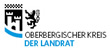 OBERBERGISCHER KREIS
DER LANDRAT